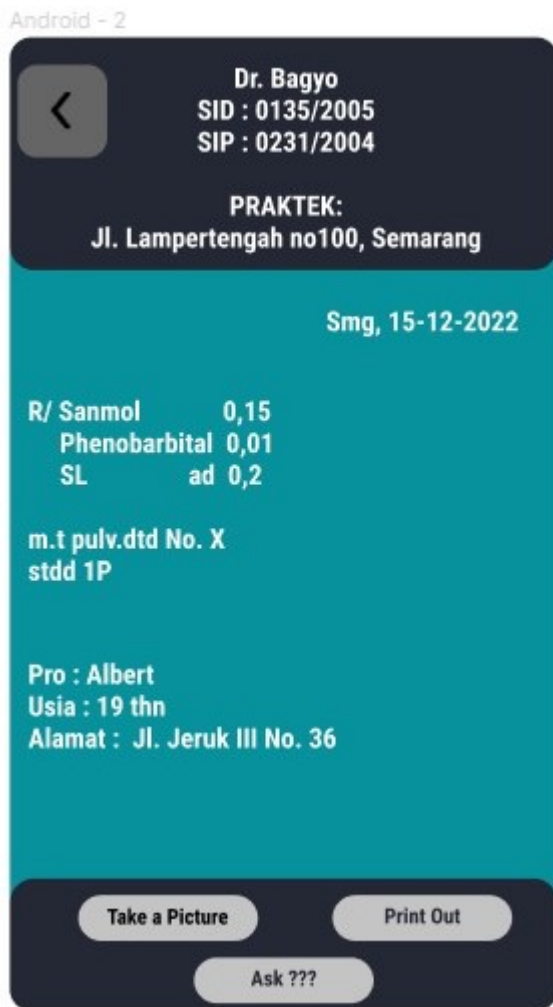 Android - 2
Dr. Bagyo
SID : 0135/2005
SIP : 0231/2004
PRAKTEK:
Jl. Lampertengah no100, Semarang
Smg, 15-12-2022
R/ Sanmol 0,15
Phenobarbital 0,01
SL ad 0,2
m.t pulv.dtd No. X
stdd 1P
Pro : Albert
Usia : 19 thn
Alamat : Jl. Jeruk III No. 36
Take a Picture
Print Out
Ask ???